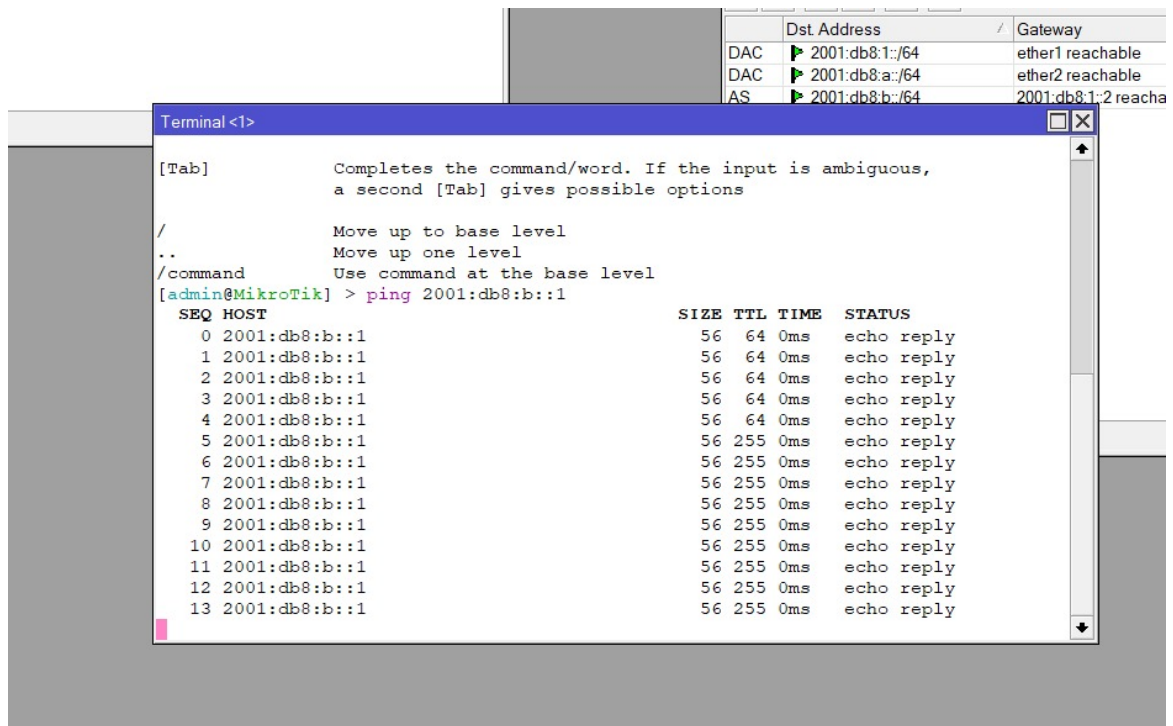 Dst. Address / Gateway
DAC 2001:db8:1::/64 ether1 reachable
DAC 2001:db8:a::/64 ether2 reachable
AS 2001:db8:b::/64 2001:db8:1::2 reacha
Terminal <1>
[Tab] Completes the command/word. If the input is ambiguous,
a second [Tab] gives possible options
/ Move up to base level
.. Move up one level
/command Use command at the base level
[admin@MikroTik] > ping 2001:db8:b::1
SEQ HOST SIZE TTL TIME STATUS
0 2001:db8:b::1 56 64 0ms echo reply
1 2001:db8:b::1 56 64 0ms echo reply
2 2001:db8:b::1 56 64 0ms echo reply
3 2001:db8:b::1 56 64 0ms echo reply
4 2001:db8:b::1 56 64 0ms echo reply
5 2001:db8:b::1 56 255 0ms echo reply
6 2001:db8:b::1 56 255 0ms echo reply
7 2001:db8:b::1 56 255 0ms echo reply
8 2001:db8:b::1 56 255 0ms echo reply
9 2001:db8:b::1 56 255 0ms echo reply
10 2001:db8:b::1 56 255 0ms echo reply
11 2001:db8:b::1 56 255 0ms echo reply
12 2001:db8:b::1 56 255 0ms echo reply
13 2001:db8:b::1 56 255 0ms echo reply